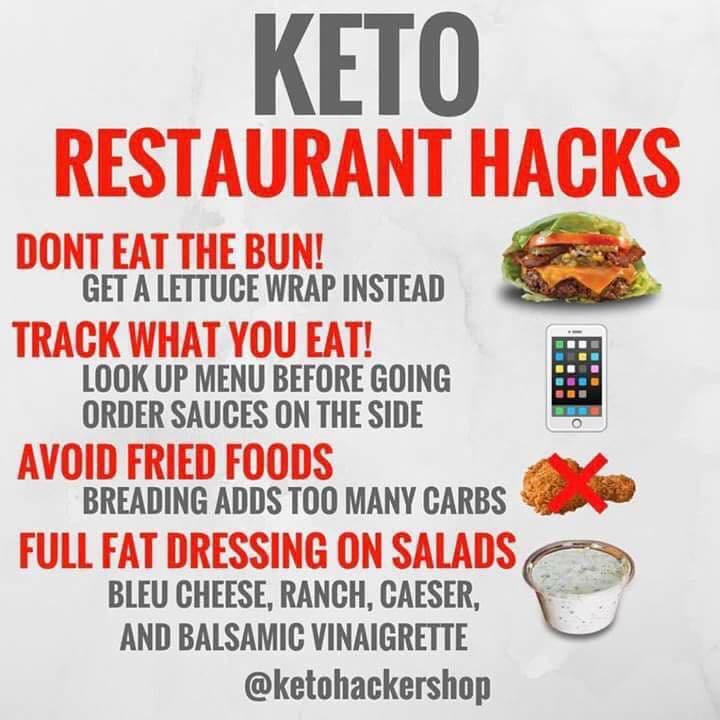 KETO
RESTAURANT HACKS
DONT EAT THE BUN!
GET A LETTUCE WRAP INSTEAD
TRACK WHAT YOU EAT!
LOOK UP MENU BEFORE GOING
ORDER SAUCES ON THE SIDE
AVOID FRIED FOODS
BREADING ADDS TOO MANY CARBS
FULL FAT DRESSING ON SALADS
BLEU CHEESE, RANCH, CAESER,
AND BALSAMIC VINAIGRETTE
@ketohackershop